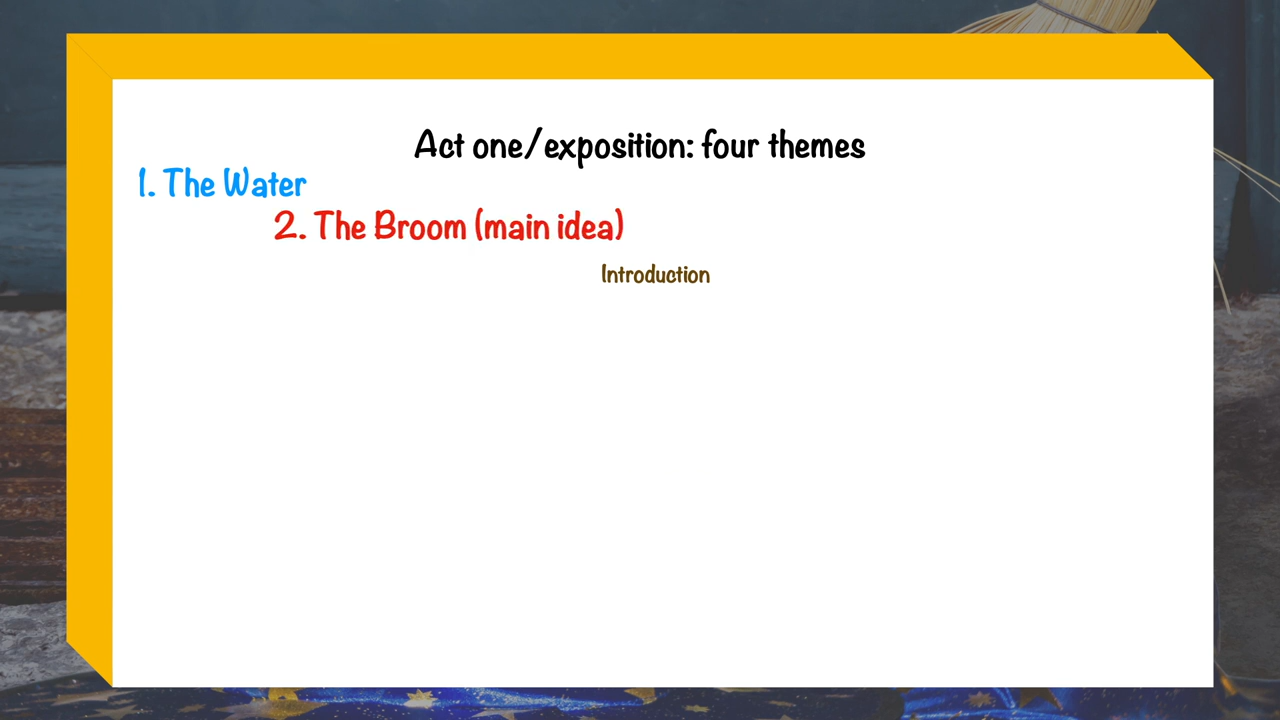 Act one/exposition: four themes
1. The Water
2. The Broom (main idea)
Introduction